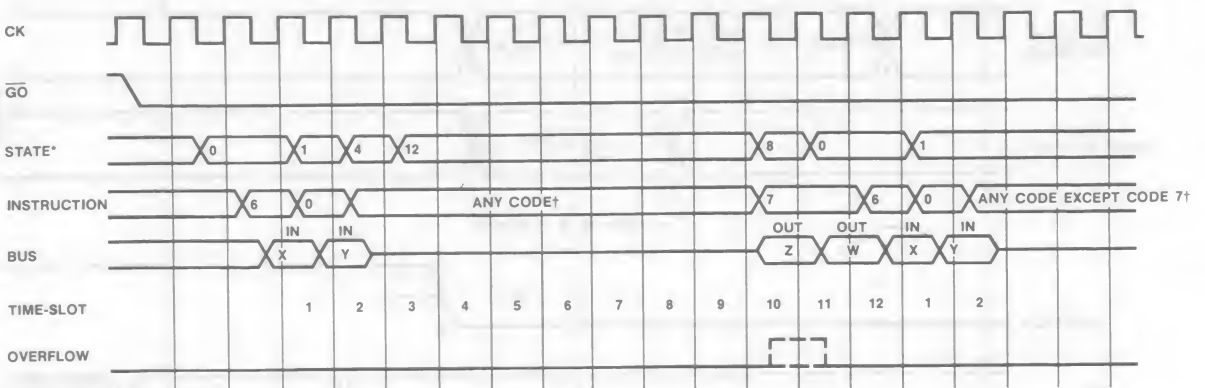 CK
GO
STATE* 0 1 4 12 8 0 1
INSTRUCTION 6 0 ANY CODE† 7 6 0 ANY CODE EXCEPT CODE 7†
IN IN OUT OUT IN IN
BUS X Y Z W X Y
TIME-SLOT 1 2 3 4 5 6 7 8 9 10 11 12 1 2
OVERFLOW